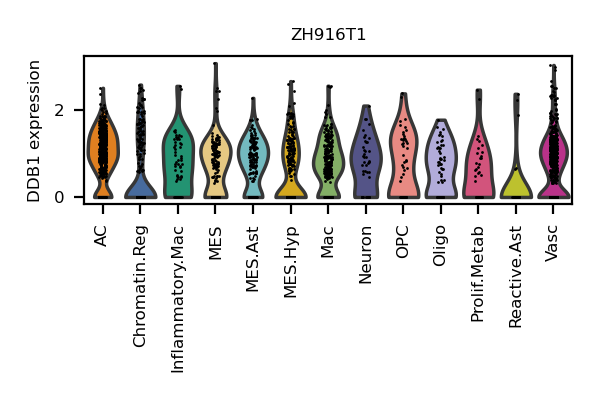 ZH916T1
DDB1 expression
2
0
AC
Chromatin.Reg
Inflammatory.Mac
MES
MES.Ast
MES.Hyp
Mac
Neuron
OPC
Oligo
Prolif.Metab
Reactive.Ast
Vasc